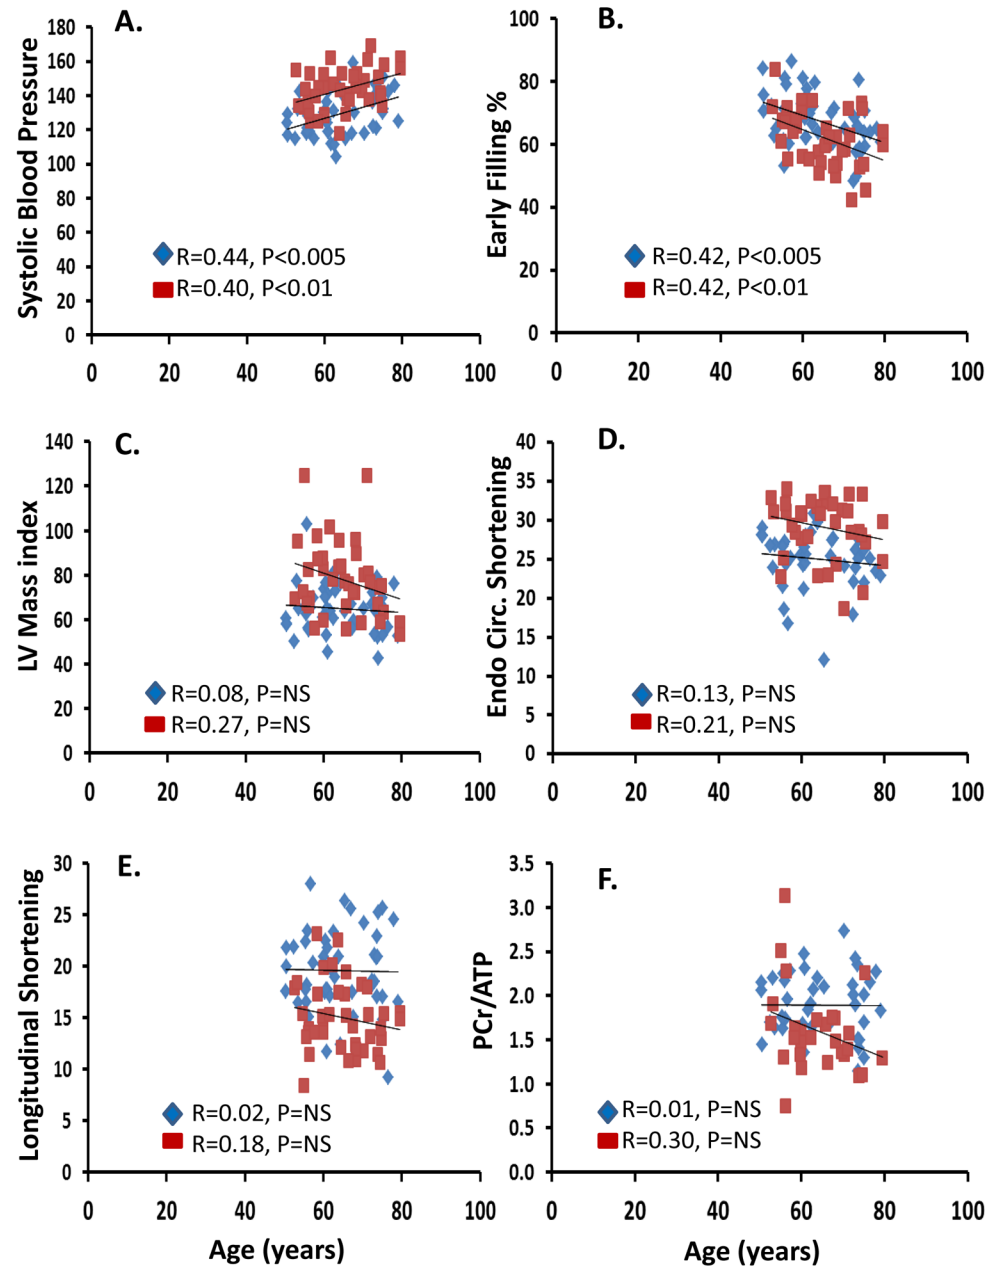 A.
Systolic Blood Pressure
180
160
140
120
100
80
60
40
20
0
R=0.44, P<0.005
R=0.40, P<0.01
0 20 40 60 80 100
B.
Early Filling %
100
80
60
40
20
0
R=0.42, P<0.005
R=0.42, P<0.01
0 20 40 60 80 100
C.
LV Mass index
140
120
100
80
60
40
20
0
R=0.08, P=NS
R=0.27, P=NS
0 20 40 60 80 100
D.
Endo Circ. Shortening
40
35
30
25
20
15
10
5
0
R=0.13, P=NS
R=0.21, P=NS
0 20 40 60 80 100
E.
Longitudinal Shortening
30
25
20
15
10
5
0
R=0.02, P=NS
R=0.18, P=NS
0 20 40 60 80 100
Age (years)
F.
PCr/ATP
3.5
3.0
2.5
2.0
1.5
1.0
0.5
0.0
R=0.01, P=NS
R=0.30, P=NS
0 20 40 60 80 100
Age (years)